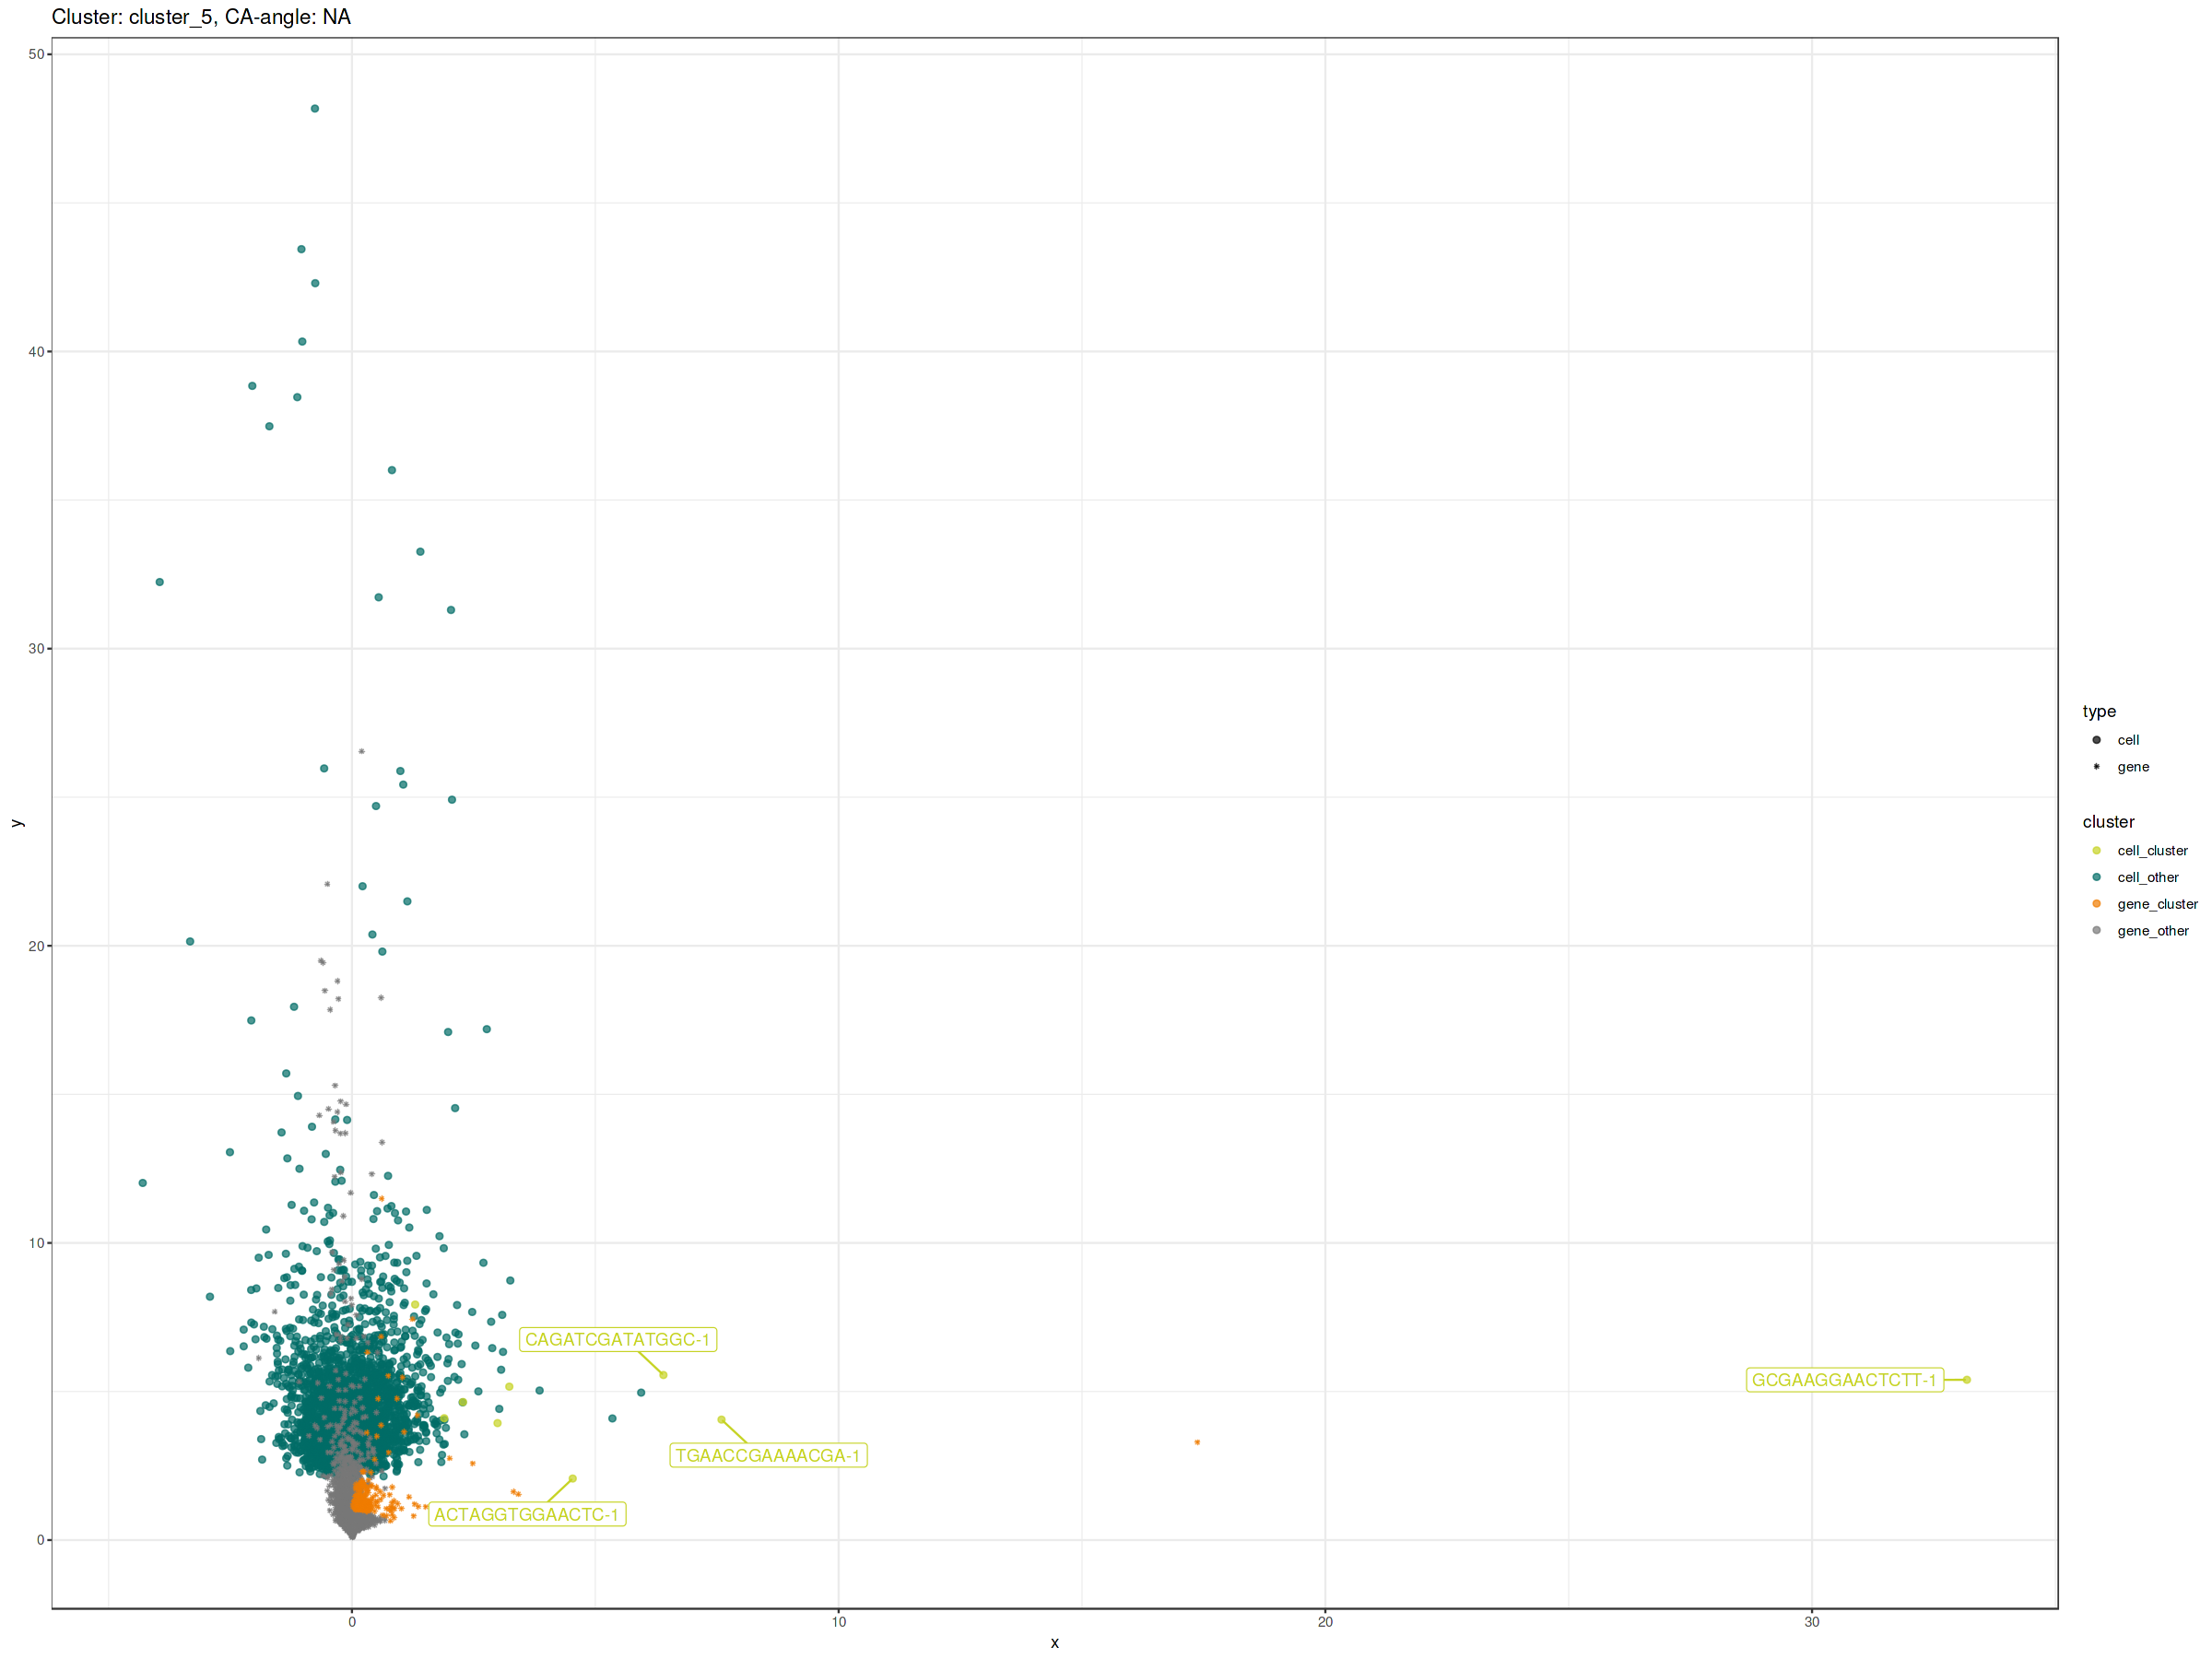 Cluster: cluster_5, CA-angle: NA
50
40
30
20
10
0
y
CAGATCGATATGGC-1
GCGAAGGAACTCTT-1
TGAACCGAAAACGA-1
ACTAGGTGGAACTC-1
0 10 20 30
x
type
cell
gene
cluster
cell_cluster
cell_other
gene_cluster
gene_other